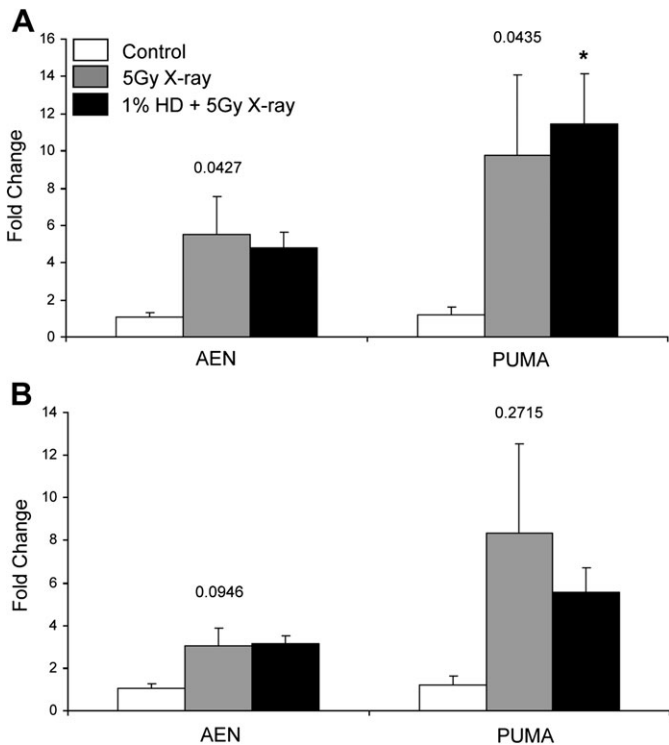 A
Control
5Gy X-ray
1% HD + 5Gy X-ray
0.0427
0.0435
*
Fold Change
16
14
12
10
8
6
4
2
0
AEN
PUMA
B
0.0946
0.2715
Fold Change
14
12
10
8
6
4
2
0
AEN
PUMA